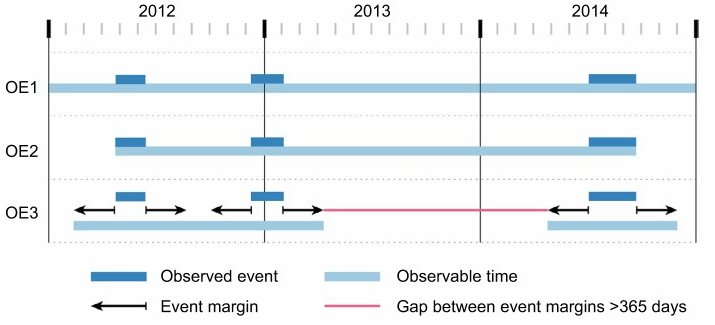 2012 2013 2014
OE1
OE2
OE3
Observed event Observable time
Event margin Gap between event margins >365 days